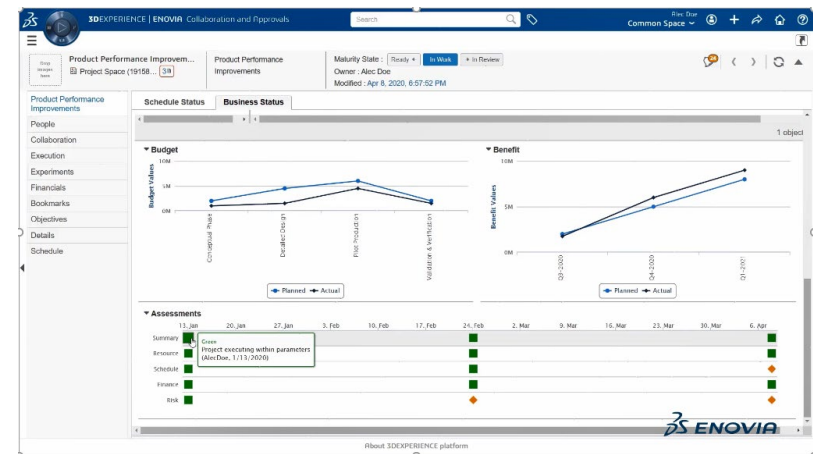 3DEXPERIENCE | ENOVIA Collaboration and Approvals
Search
Alec Doe
Common Space
Product Performance Improvem...
Project Space (19158...
Product Performance
Improvements
Maturity State : Ready In Work In Review
Owner : Alec Doe
Modified : Apr 8, 2020, 6:57:52 PM
Product Performance
Improvements
People
Collaboration
Execution
Experiments
Financials
Bookmarks
Objectives
Details
Schedule
Schedule Status Business Status
1 object
Budget
Budget Values
10M
5M
0M
Conceptual Phase
Detailed Design
Pilot Production
Validation & Verification
Planned Actual
Benefit
Benefit Values
10M
5M
0M
Q3-2020
Q4-2020
Q1-2021
Planned Actual
Assessments
13. Jan 20. Jan 27. Jan 3. Feb 10. Feb 17. Feb 24. Feb 2. Mar 9. Mar 16. Mar 23. Mar 30. Mar 6. Apr
Summary
Resource
Schedule
Finance
Risk
Green
Project executing within parameters
(AlecDoe, 1/13/2020)
ENOVIA
About 3DEXPERIENCE platform